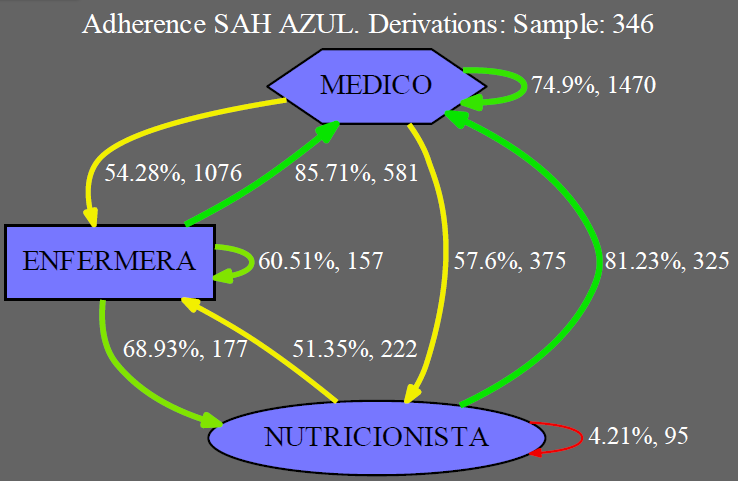 Adherence SAH AZUL. Derivations: Sample: 346
MEDICO
74.9%, 1470
54.28%, 1076
85.71%, 581
ENFERMERA
60.51%, 157
57.6%, 375
81.23%, 325
68.93%, 177
51.35%, 222
NUTRICIONISTA
4.21%, 95